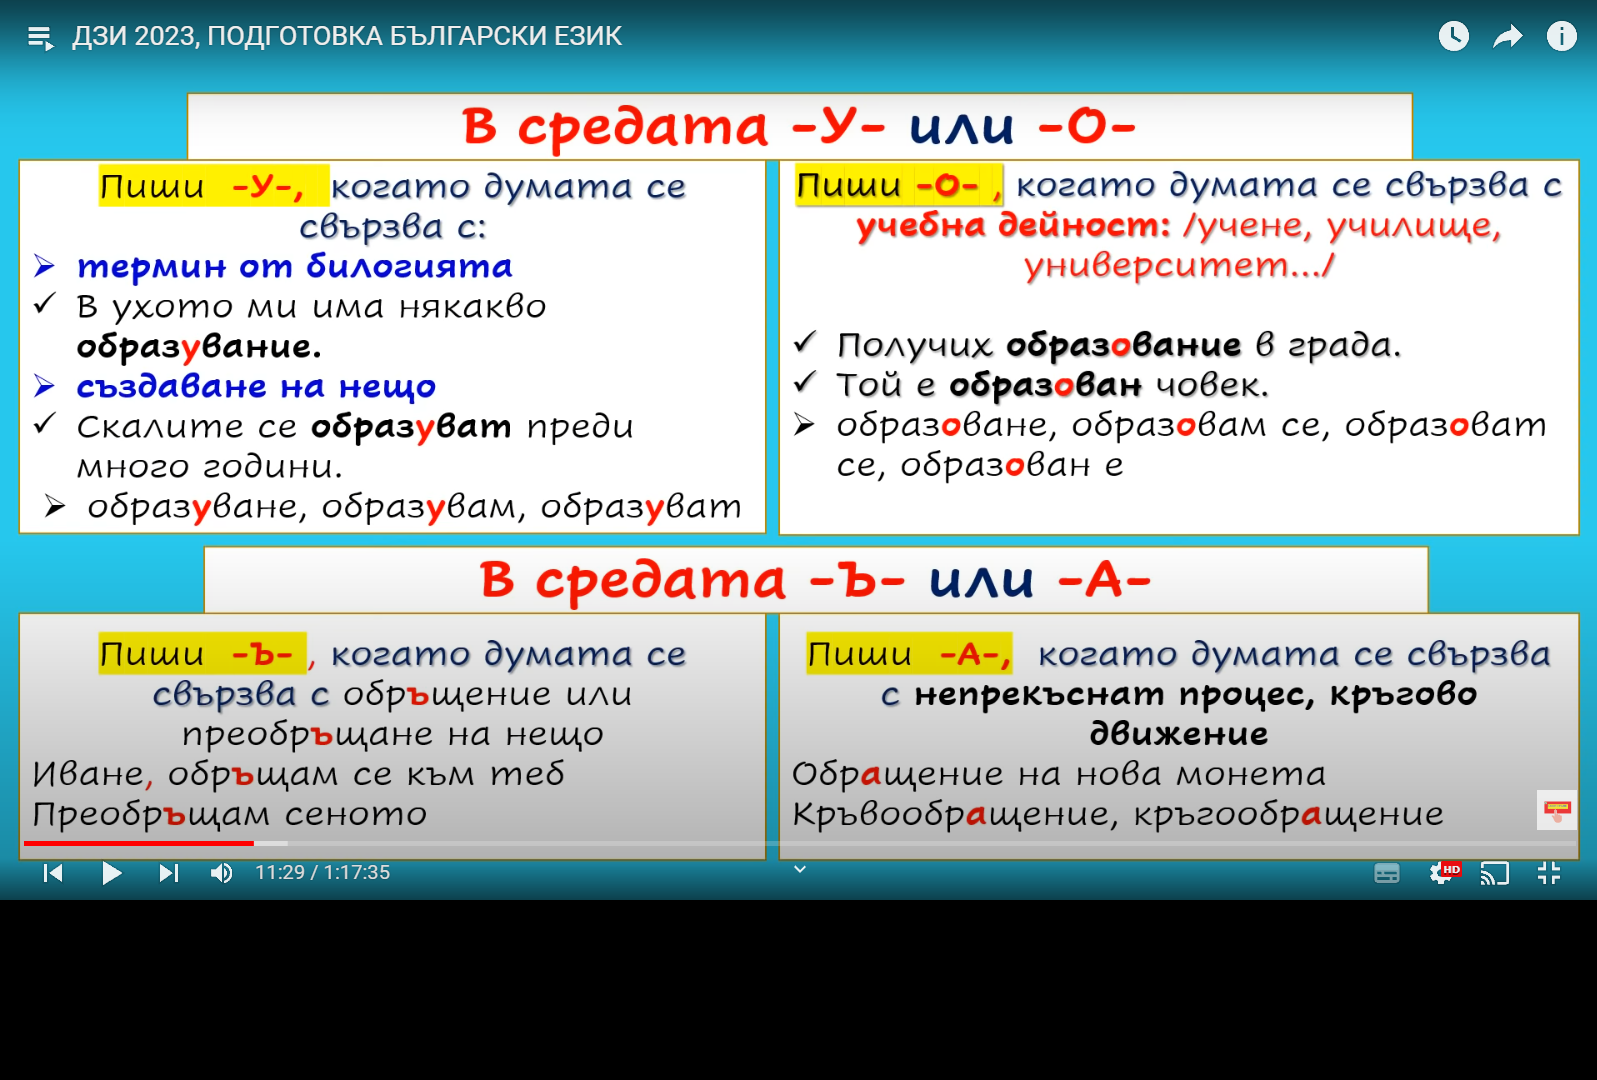 ДЗИ 2023, ПОДГОТОВКА БЪЛГАРСКИ ЕЗИК
В средата -У- или -О-
Пиши -У-, когато думата се
свързва с:
термин от билогията
В ухото ми има някакво
образувание.
създаване на нещо
Скалите се образуват преди
много години.
образуване, образувам, образуват
Пиши -О- , когато думата се свързва с
учебна дейност: /учене, училище,
университет.../
Получих образование в града.
Той е образован човек.
образоване, образовам се, образоват
се, образован е
В средата -Ъ- или -А-
Пиши -Ъ- , когато думата се
свързва с обръщение или
преобръщане на нещо
Иване, обръщам се към теб
Преобръщам сеното
Пиши -А-, когато думата се свързва
с непрекъснат процес, кръгово
движение
Обращение на нова монета
Кръвообращение, кръгообращение
11:29 / 1:17:35
HD